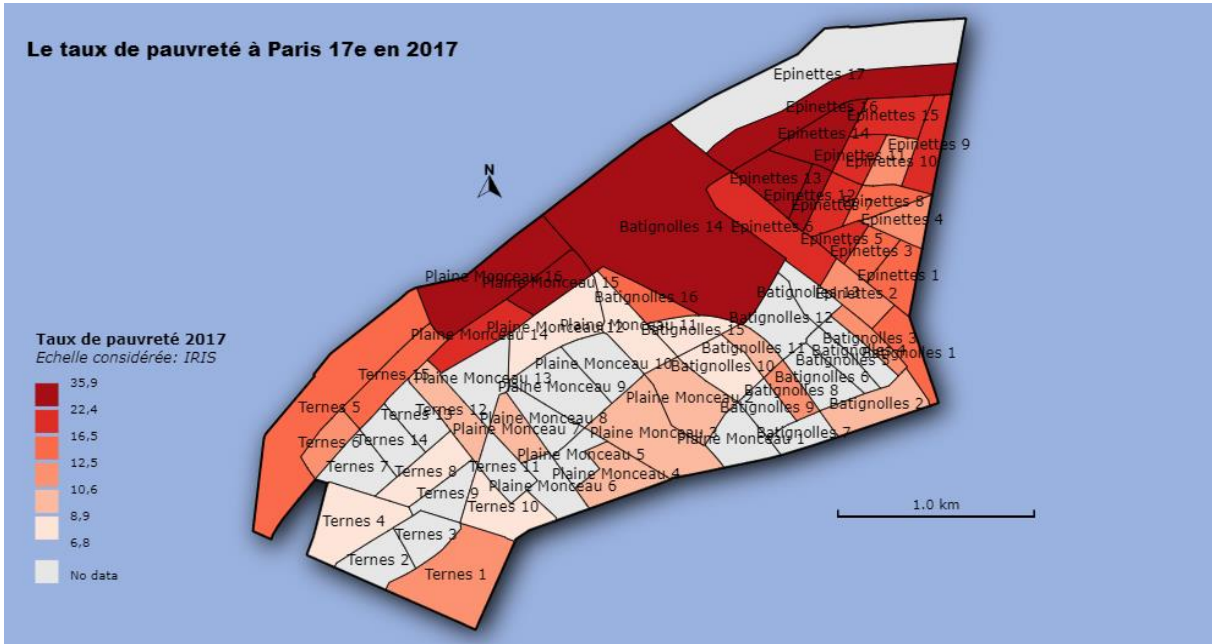 Le taux de pauvreté à Paris 17e en 2017
Epinettes 17
Epinettes 16
Epinettes 15
Epinettes 14
Epinettes 9
Epinettes 11
Epinettes 10
Epinettes 13
N
Epinettes 12
Epinettes 7
Epinettes 8
Epinettes 4
Batignolles 14
Epinettes 6
Epinettes 5
Epinettes 3
Plaine Monceau 16
Plaine Monceau 15
Epinettes 1
Batignolles 13
Epinettes 2
Batignolles 16
Batignolles 12
Plaine Monceau 14
Plaine Monceau 12
Plaine Monceau 11
Batignolles 15
Batignolles 3
Batignolles 11
Batignolles 1
Batignolles 5
Plaine Monceau 10
Batignolles 10
Ternes 15
Plaine Monceau 13
Plaine Monceau 9
Batignolles 6
Batignolles 8
Plaine Monceau 2
Ternes 5
Ternes 13
Ternes 12
Batignolles 9
Batignolles 2
Plaine Monceau 8
Plaine Monceau 7
Plaine Monceau 3
Plaine Monceau 1
Batignolles 7
Ternes 6
Ternes 14
Ternes 7
Ternes 8
Ternes 11
Plaine Monceau 5
Plaine Monceau 4
Plaine Monceau 6
Ternes 9
Ternes 10
Ternes 4
Ternes 3
Ternes 2
Ternes 1
Taux de pauvreté 2017
Echelle considérée: IRIS
35,9
22,4
16,5
12,5
10,6
8,9
6,8
No data
1.0 km